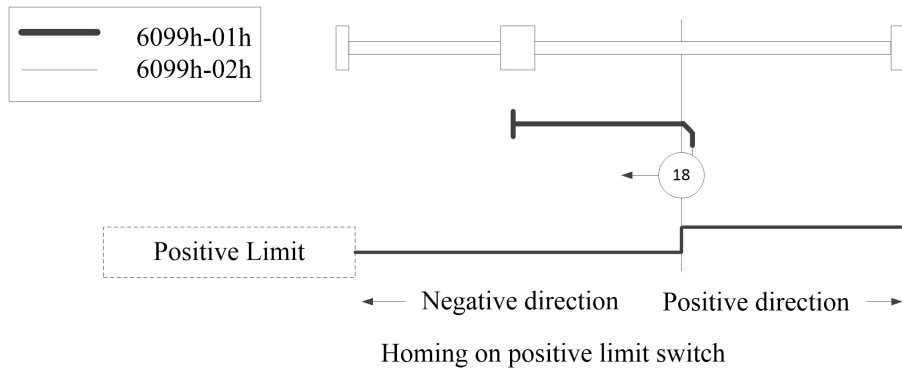 6099h-01h
6099h-02h
18
Positive Limit
Negative direction Positive direction
Homing on positive limit switch